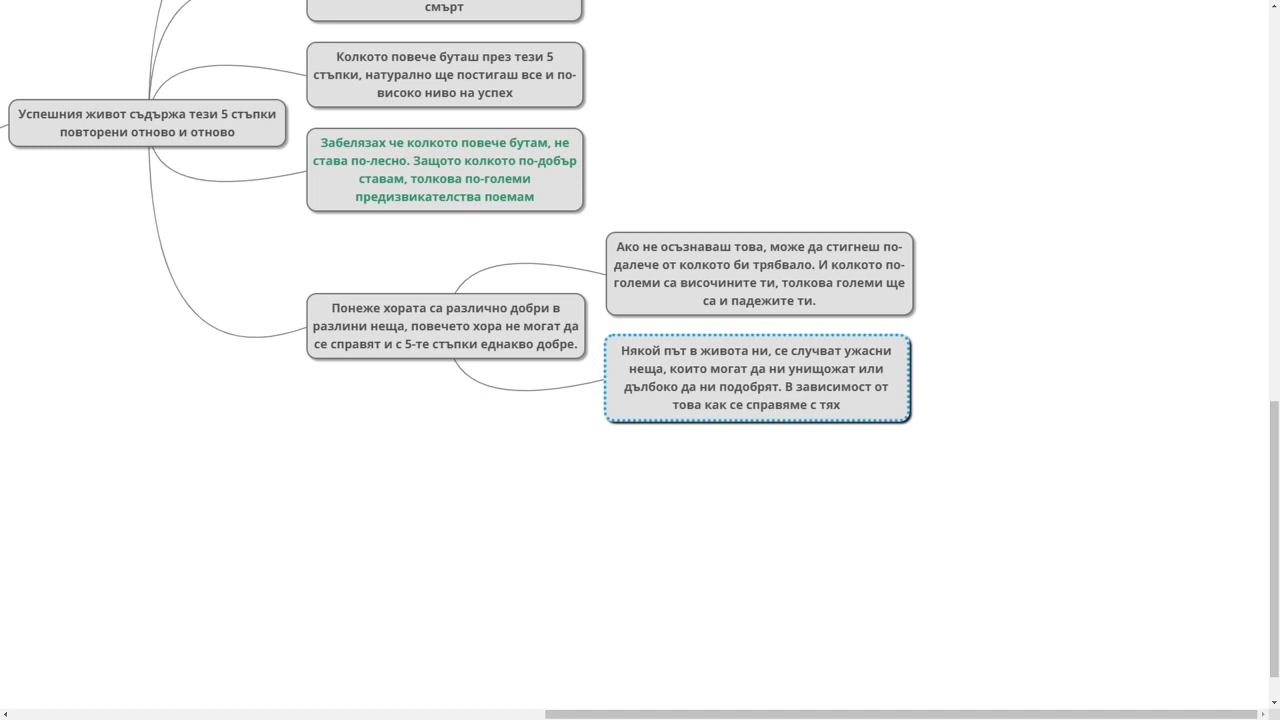 смърт
Колкото повече буташ през тези 5
стъпки, натурално ще постигаш все и по-
високо ниво на успех
Успешния живот съдържа тези 5 стъпки
повторени отново и отново
Забелязах че колкото повече бутам, не
става по-лесно. Защото колкото по-добър
ставам, толкова по-големи
предизвикателства поемам
Ако не осъзнаваш това, може да стигнеш по-
далече от колкото би трябвало. И колкото по-
големи са височините ти, толкова големи ще
са и падежите ти.
Понеже хората са различно добри в
разлини неща, повечето хора не могат да
се справят и с 5-те стъпки еднакво добре.
Някой път в живота ни, се случват ужасни
неща, които могат да ни унищожат или
дълбоко да ни подобрят. В зависимост от
това как се справяме с тях